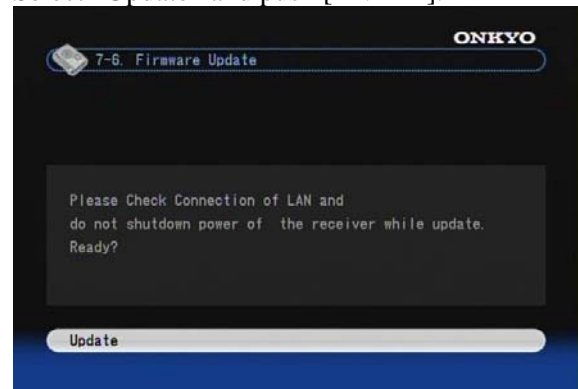 ONKYO
7-6. Firmware Update
Please Check Connection of LAN and
do not shutdown power of the receiver while update.
Ready?
Update